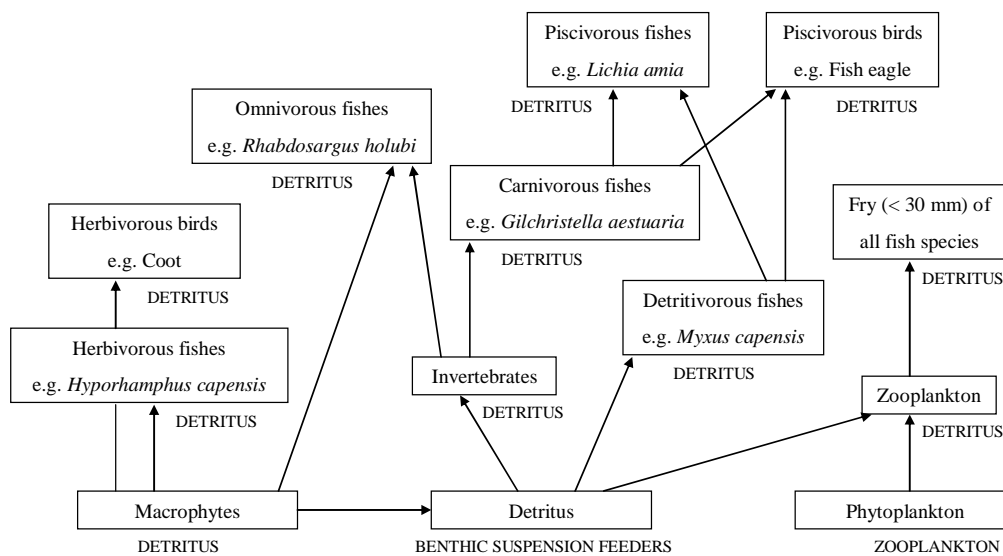 Piscivorous fishes
e.g. Lichia amia
DETRITUS
Piscivorous birds
e.g. Fish eagle
DETRITUS
Omnivorous fishes
e.g. Rhabdosargus holubi
DETRITUS
Carnivorous fishes
e.g. Gilchristella aestuaria
DETRITUS
Fry (< 30 mm) of
all fish species
DETRITUS
Herbivorous birds
e.g. Coot
DETRITUS
Detritivorous fishes
e.g. Myxus capensis
DETRITUS
Herbivorous fishes
e.g. Hyporhamphus capensis
DETRITUS
Invertebrates
DETRITUS
Zooplankton
DETRITUS
Macrophytes
DETRITUS
Detritus
BENTHIC SUSPENSION FEEDERS
Phytoplankton
ZOOPLANKTON